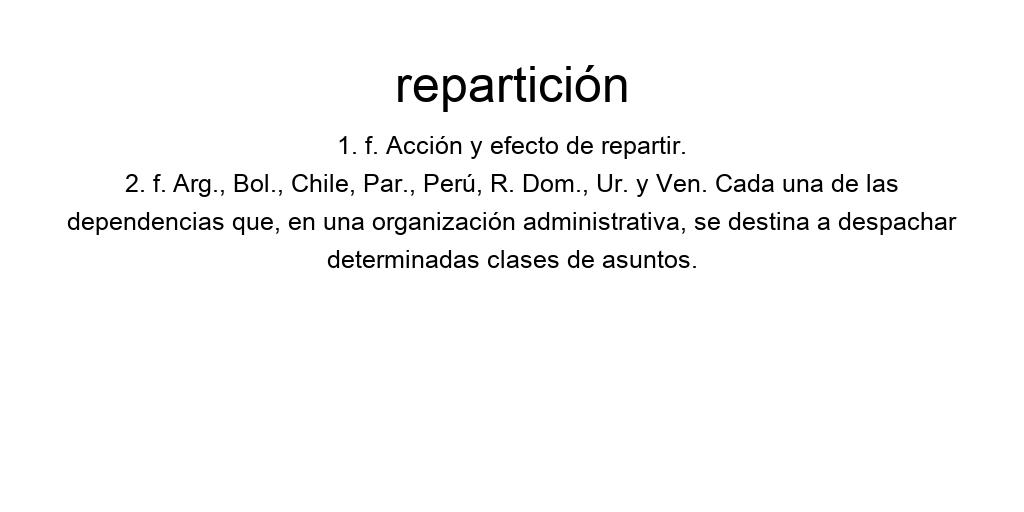 repartición
1. f. Acción y efecto de repartir.
2. f. Arg., Bol., Chile, Par., Perú, R. Dom., Ur. y Ven. Cada una de las
dependencias que, en una organización administrativa, se destina a despachar
determinadas clases de asuntos.